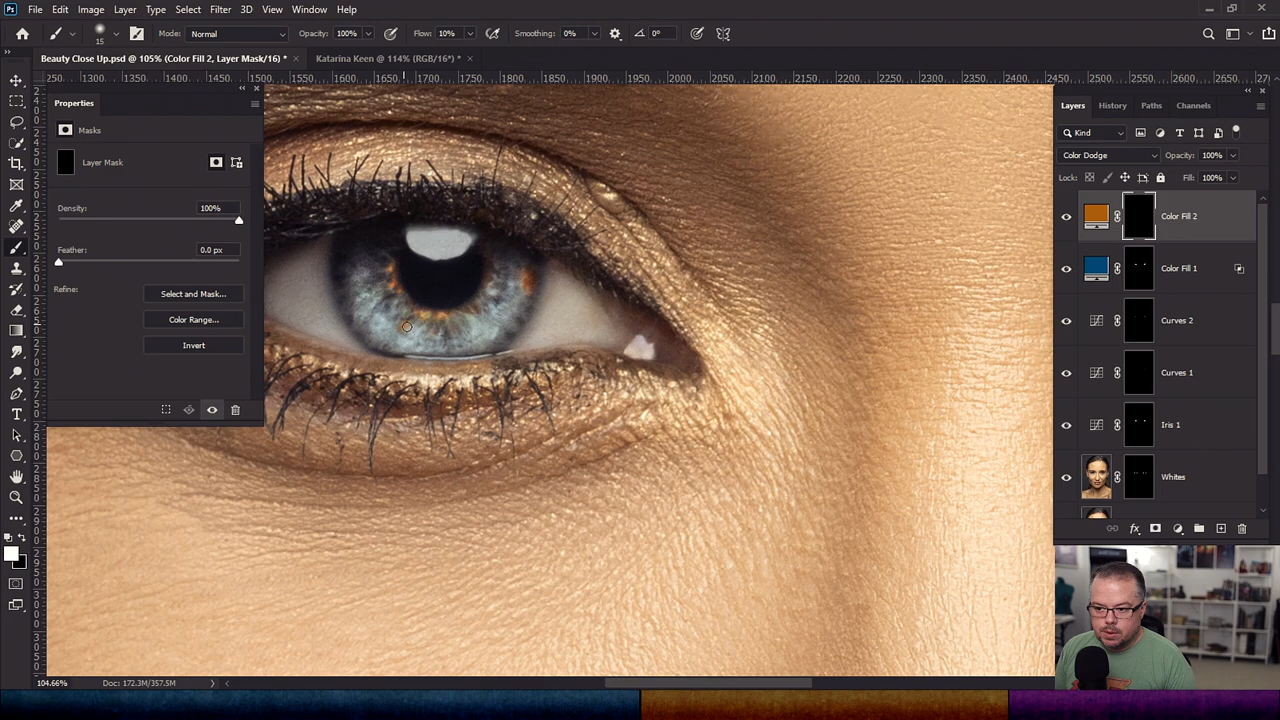 Ps File Edit Image Layer Type Select Filter 3D View Window Help
15 Mode: Normal Opacity: 100% Flow: 10% Smoothing: 0% 0°
Beauty Close Up.psd @ 105% (Color Fill 2, Layer Mask/16) * × Katarina Keen @ 114% (RGB/16*) * ×
250 1300 1350 1400 1450 1500 1550 1600 1650 1700 1750 1800 1850 1900 1950 2000 2050 2100 2150 2200 2250 2300 2350 2400 2450 2500 2550 2600 2650
Properties
Masks
Layer Mask
Density: 100%
Feather: 0.0 px
Refine:
Select and Mask...
Color Range...
Invert
Layers History Paths Channels
Kind
Color Dodge Opacity: 100%
Lock: Fill: 100%
Color Fill 2
Color Fill 1
Curves 2
Curves 1
Iris 1
Whites
104.66% Doc: 172.3M/357.5M